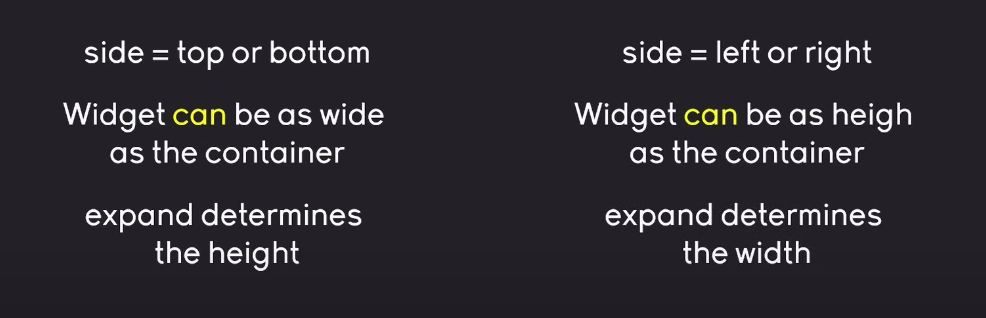 side = top or bottom
Widget can be as wide
as the container
expand determines
the height
side = left or right
Widget can be as heigh
as the container
expand determines
the width